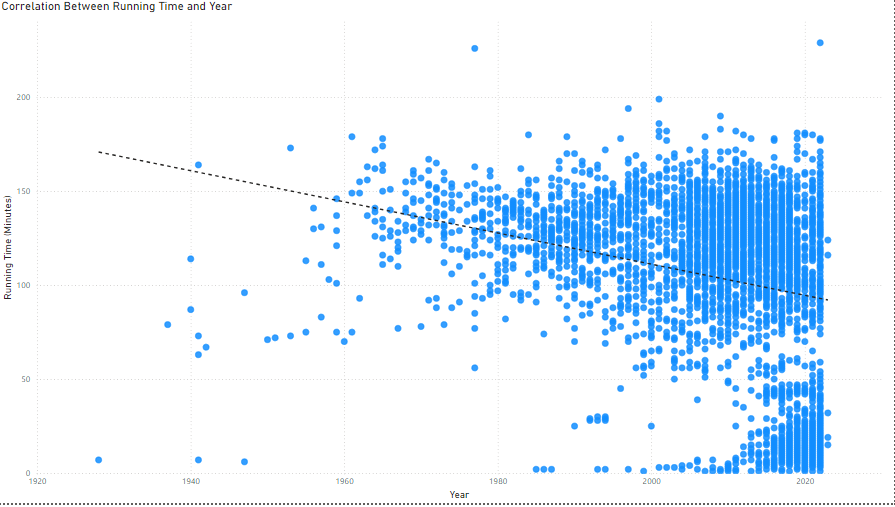 Correlation Between Running Time and Year
Running Time (Minutes)
200
150
100
50
0
1920 1940 1960 1980 2000 2020
Year